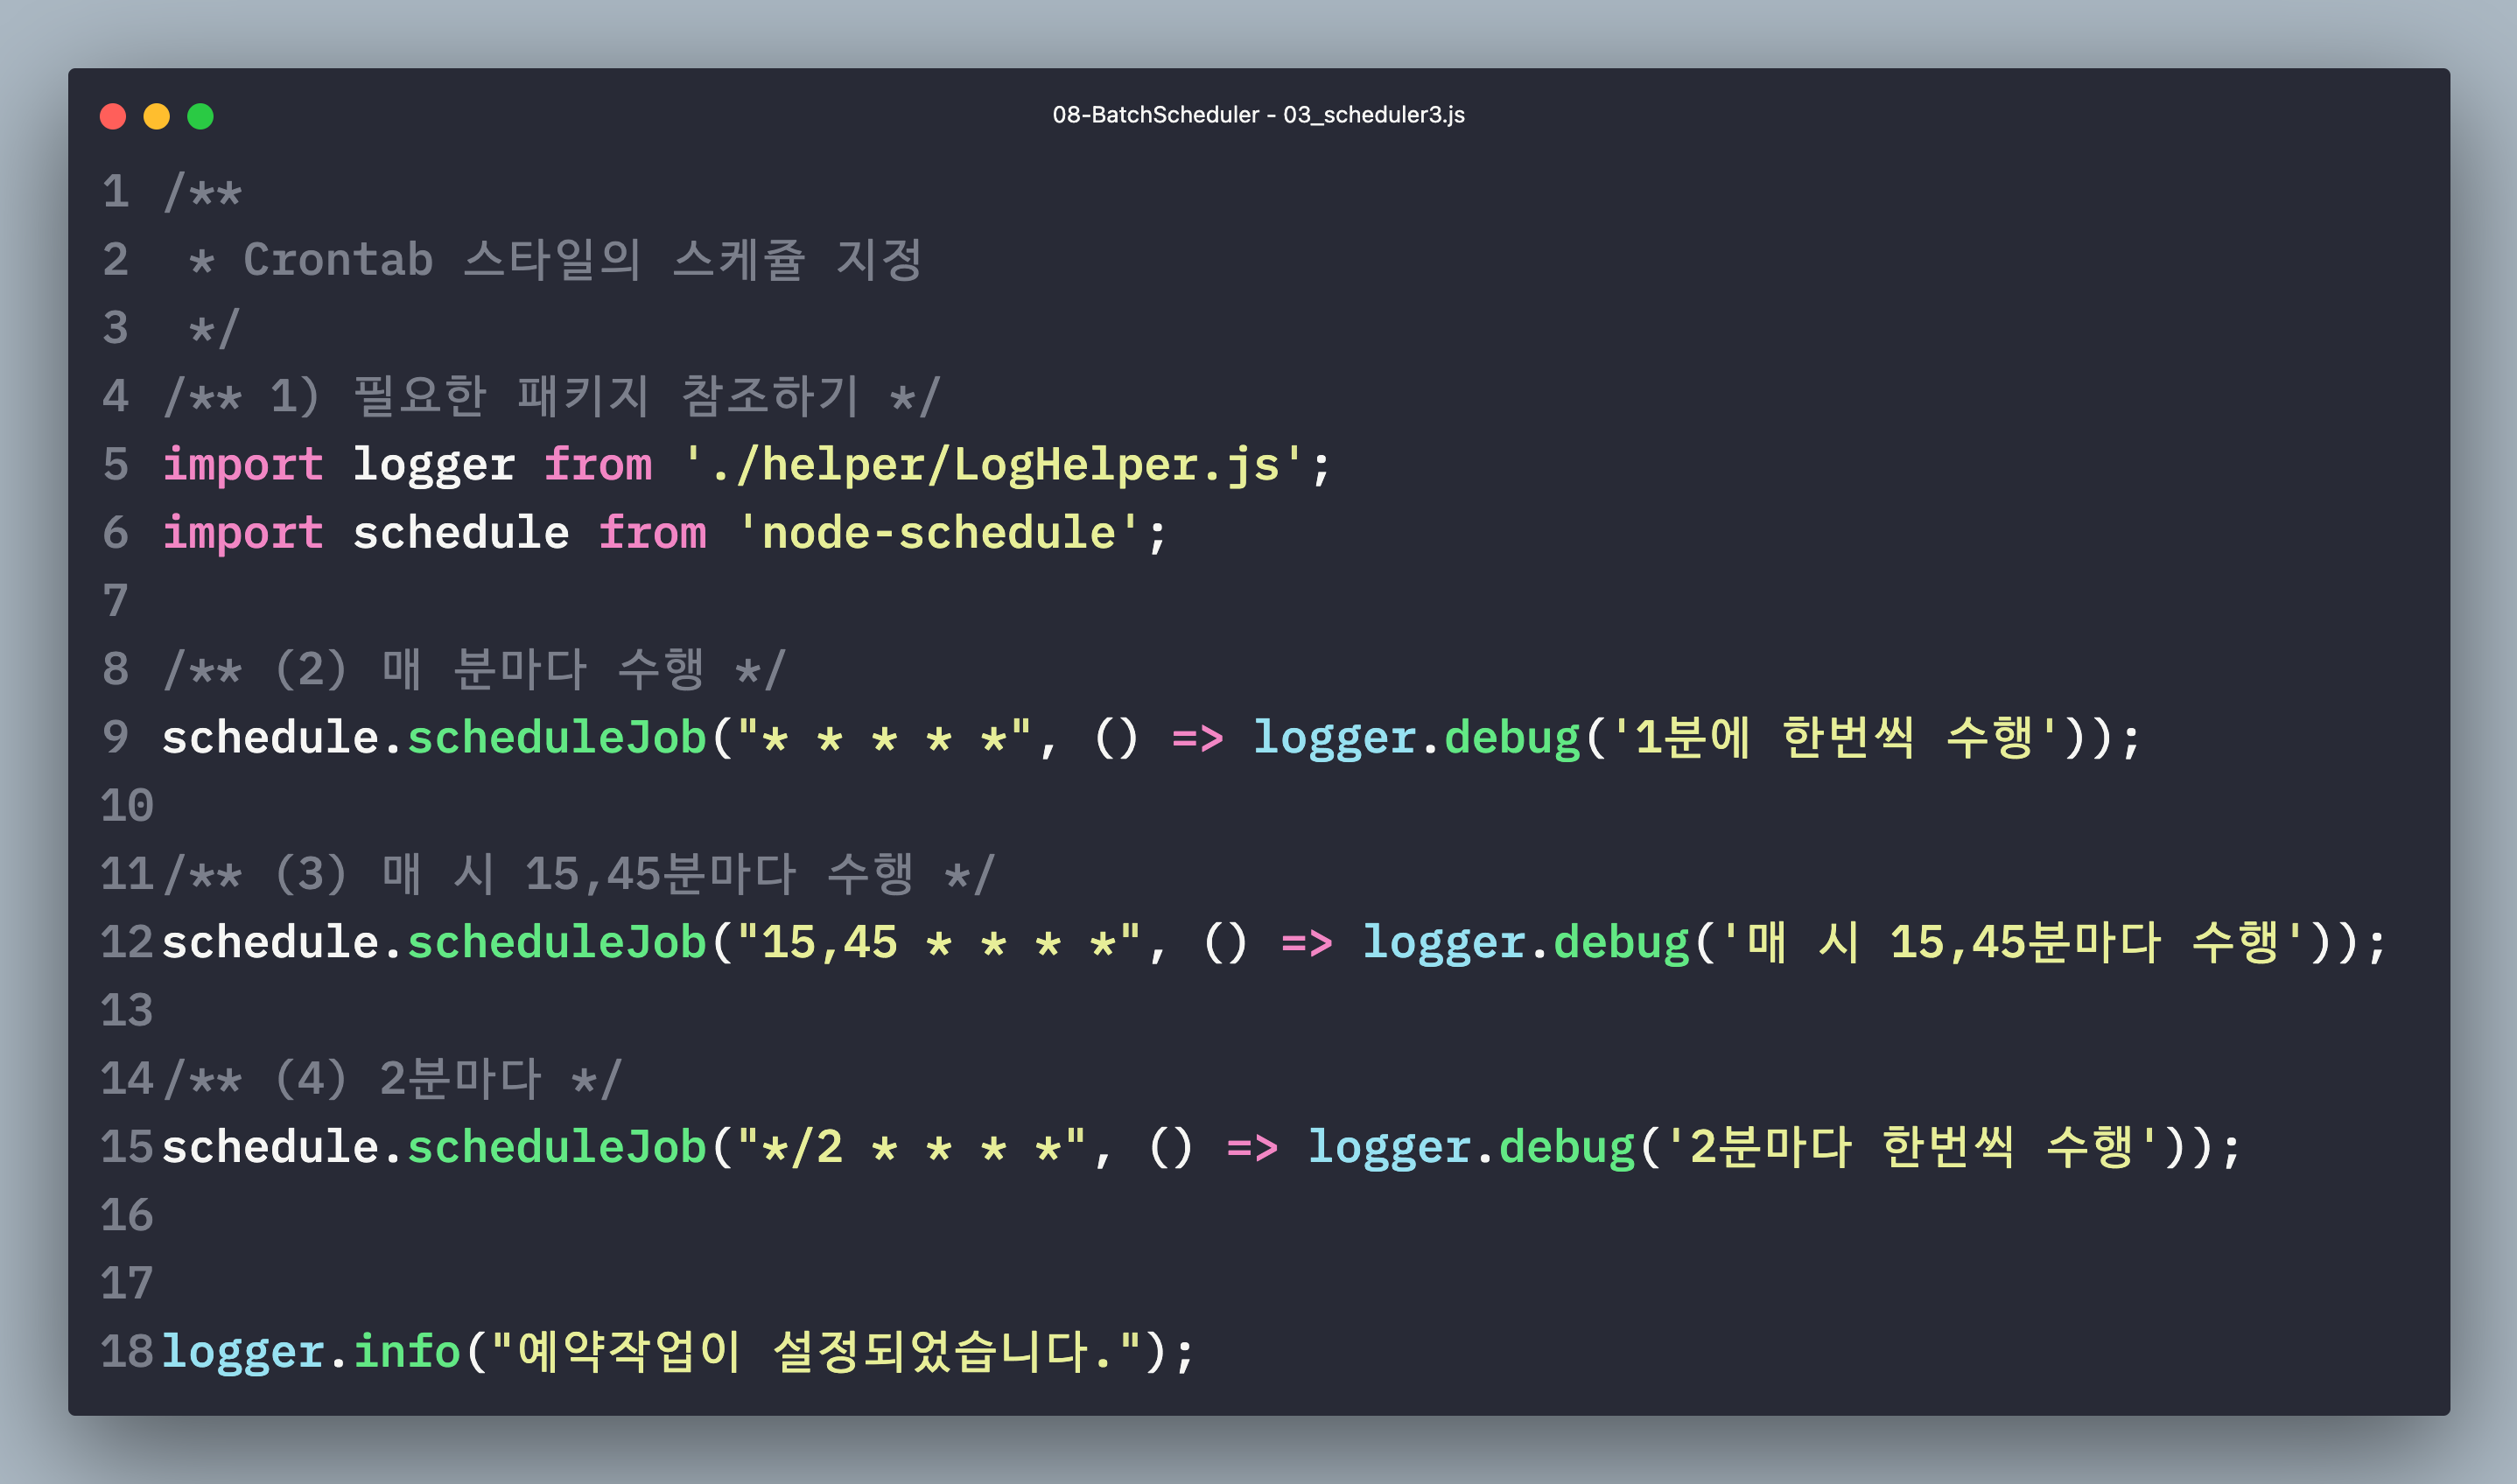 08-BatchScheduler - 03_scheduler3.js
1 /**
2  * Crontab 스타일의 스케쥴 지정
3  */
4 /** 1) 필요한 패키지 참조하기 */
5 import logger from './helper/LogHelper.js';
6 import schedule from 'node-schedule';
7
8 /** (2) 매 분마다 수행 */
9 schedule.scheduleJob("* * * * *", () => logger.debug('1분에 한번씩 수행'));
10
11 /** (3) 매 시 15,45분마다 수행 */
12 schedule.scheduleJob("15,45 * * * *", () => logger.debug('매 시 15,45분마다 수행'));
13
14 /** (4) 2분마다 */
15 schedule.scheduleJob("*/2 * * * *", () => logger.debug('2분마다 한번씩 수행'));
16
17
18 logger.info("예약작업이 설정되었습니다.");